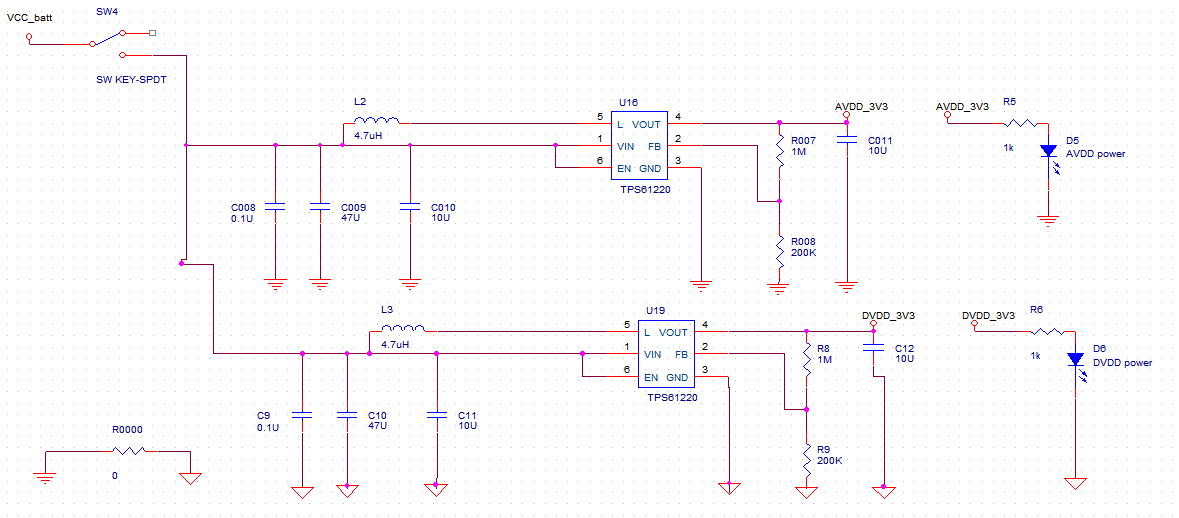 SW4
VCC_batt
SW KEY-SPDT
L2
4.7uH
U16
5
L
VOUT
4
1
VIN
FB
2
6
EN
GND
3
TPS61220
R007
1M
AVDD_3V3
C011
10U
AVDD_3V3
R5
1k
D5
AVDD power
C008
0.1U
C009
47U
C010
10U
R008
200K
L3
4.7uH
U19
5
L
VOUT
4
1
VIN
FB
2
6
EN
GND
3
TPS61220
R8
1M
DVDD_3V3
C12
10U
DVDD_3V3
R6
1k
D6
DVDD power
C9
0.1U
C10
47U
C11
10U
R9
200K
R0000
0